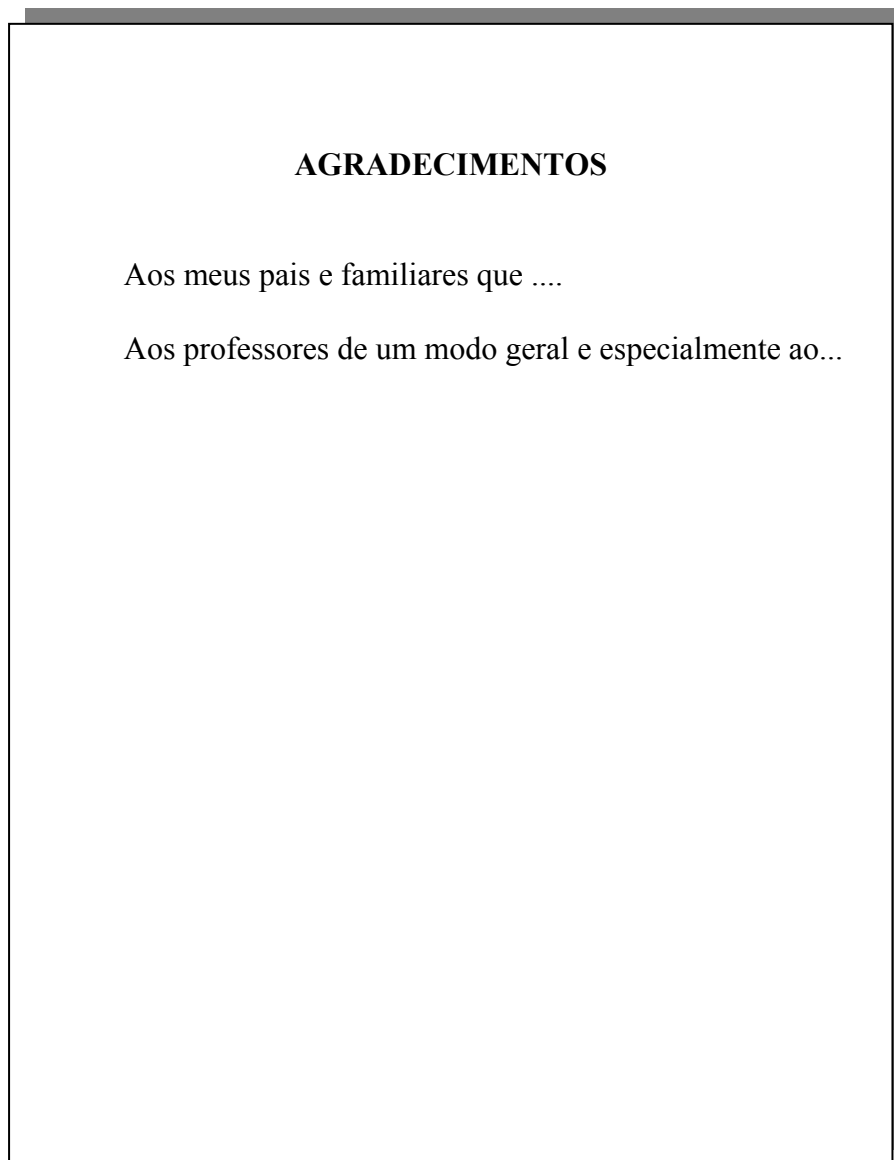 AGRADECIMENTOS
Aos meus pais e familiares que ....
Aos professores de um modo geral e especialmente ao...